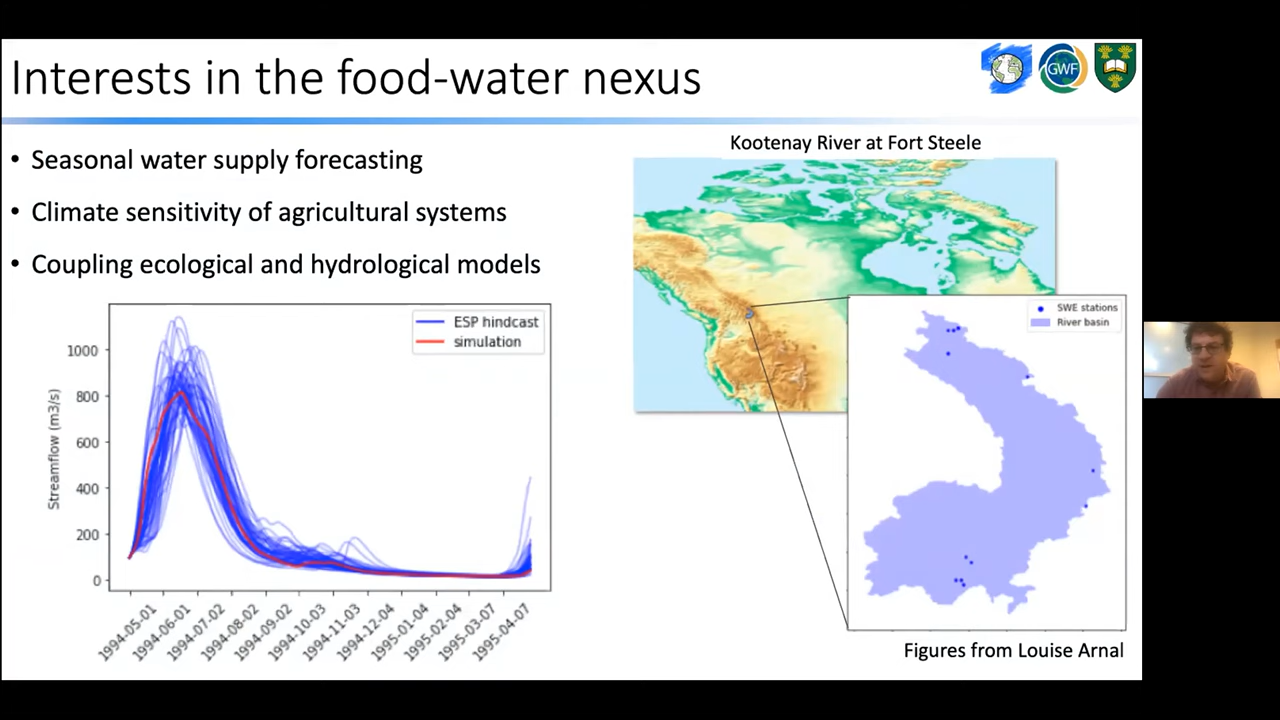 Interests in the food-water nexus
GWF
• Seasonal water supply forecasting
• Climate sensitivity of agricultural systems
• Coupling ecological and hydrological models
Kootenay River at Fort Steele
SWE stations
River basin
ESP hindcast
simulation
Streamflow (m3/s)
1000
800
600
400
200
0
1994-05-01
1994-06-01
1994-07-02
1994-08-02
1994-09-02
1994-10-03
1994-11-03
1994-12-04
1995-01-04
1995-02-04
1995-03-07
1995-04-07
Figures from Louise Arnal